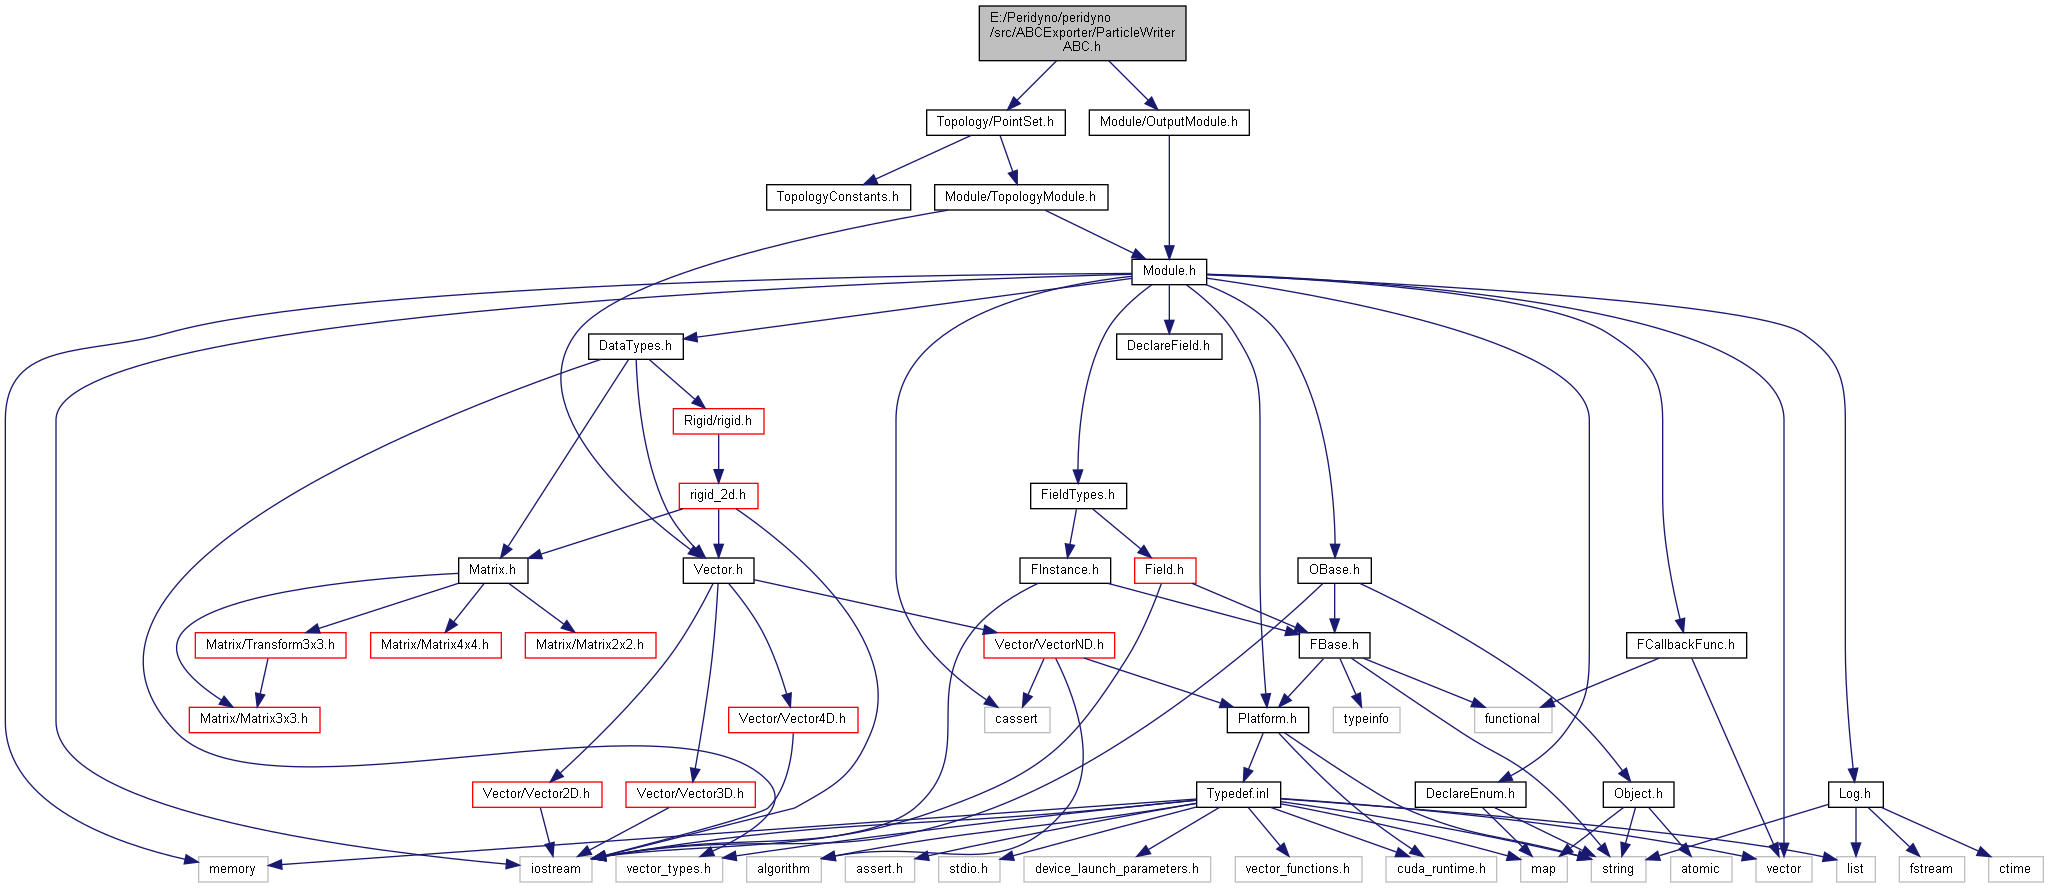 E:/Peridyno/peridyno
/src/ABCExporter/ParticleWriter
ABC.h
Topology/PointSet.h
Module/OutputModule.h
TopologyConstants.h
Module/TopologyModule.h
Module.h
DataTypes.h
DeclareField.h
Rigid/rigid.h
rigid_2d.h
FieldTypes.h
Matrix.h
Vector.h
FInstance.h
Field.h
OBase.h
Matrix/Transform3x3.h
Matrix/Matrix4x4.h
Matrix/Matrix2x2.h
Vector/VectorND.h
FBase.h
FCallbackFunc.h
Matrix/Matrix3x3.h
Vector/Vector4D.h
cassert
Platform.h
typeinfo
functional
Vector/Vector2D.h
Vector/Vector3D.h
Typedef.inl
DeclareEnum.h
Object.h
Log.h
memory
iostream
vector_types.h
algorithm
assert.h
stdio.h
device_launch_parameters.h
vector_functions.h
cuda_runtime.h
map
string
atomic
vector
list
fstream
ctime